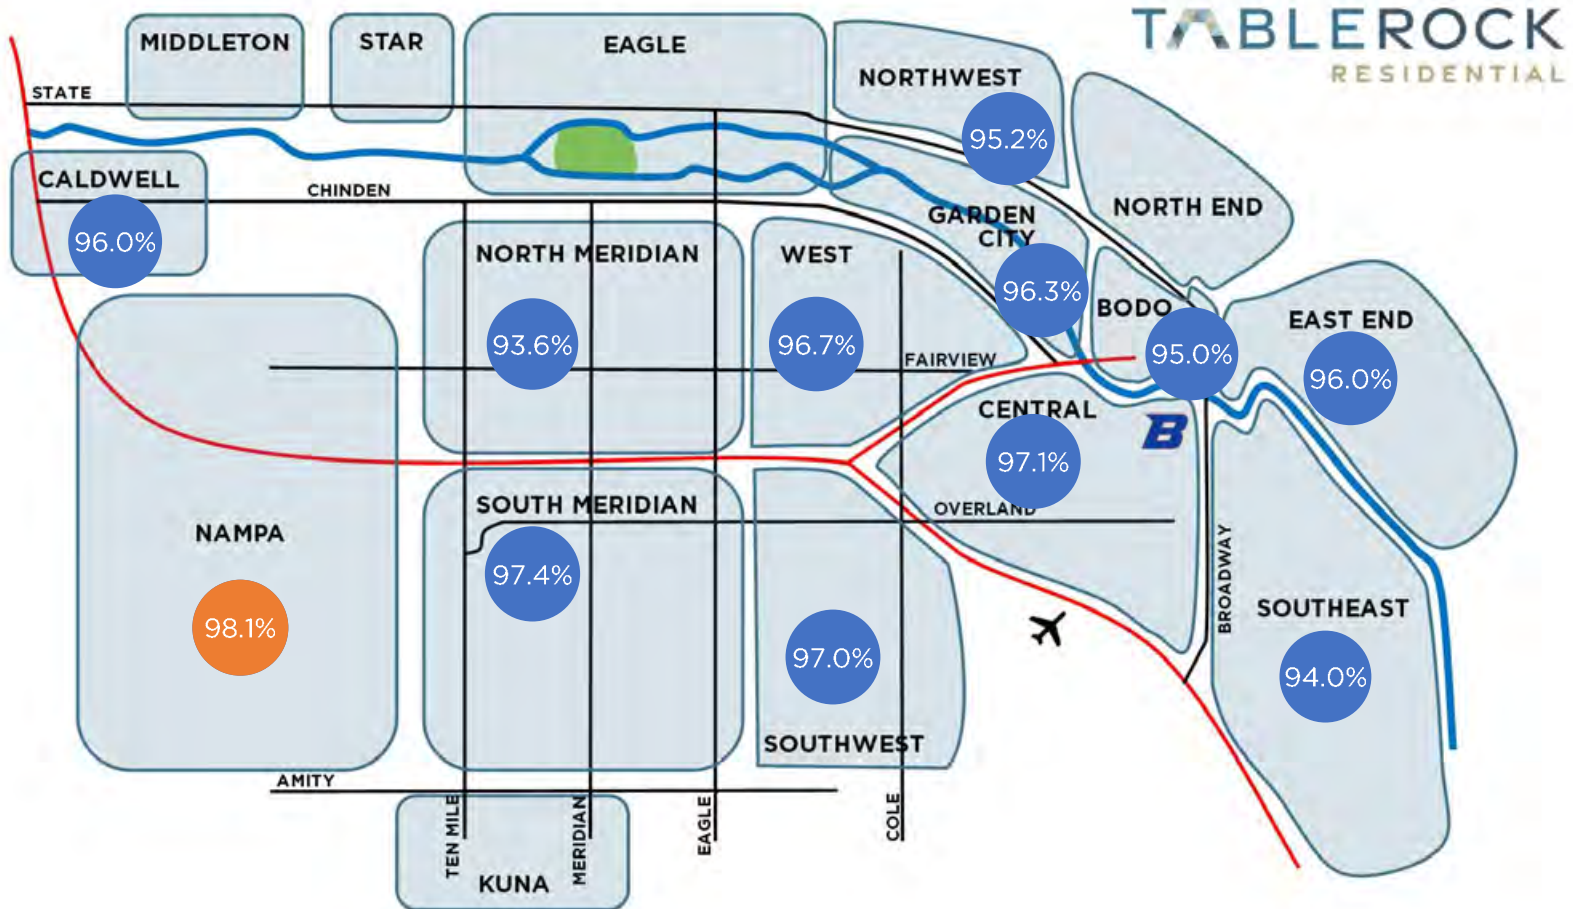 TABLEROCK
RESIDENTIAL
MIDDLETON
STAR
EAGLE
NORTHWEST
95.2%
STATE
CALDWELL
96.0%
CHINDEN
GARDEN
CITY
96.3%
NORTH END
NORTH MERIDIAN
93.6%
WEST
96.7%
BODO
95.0%
EAST END
96.0%
FAIRVIEW
CENTRAL
97.1%
B
NAMPA
98.1%
SOUTH MERIDIAN
97.4%
OVERLAND
BROADWAY
SOUTHEAST
94.0%
97.0%
SOUTHWEST
AMITY
TEN MILE
MERIDIAN
EAGLE
COLE
KUNA